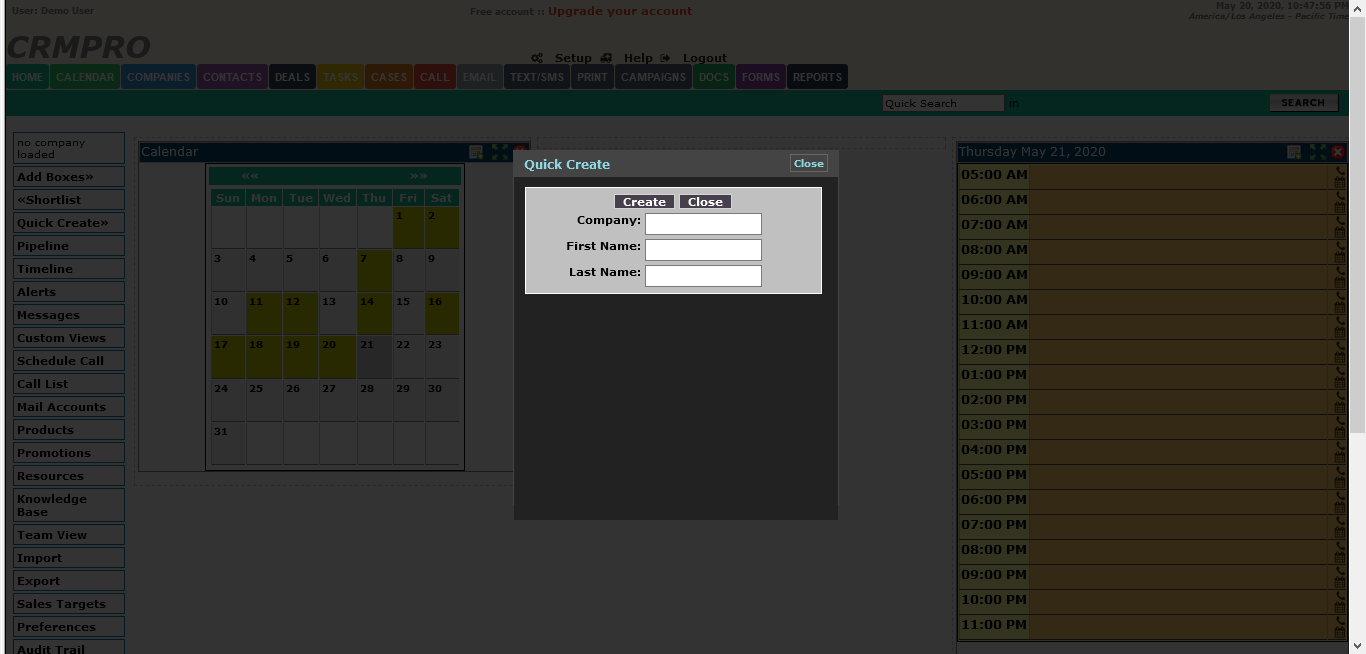 User: Demo User
Free account :: Upgrade your account
May 20, 2020, 10:47:56 PM
America/Los Angeles - Pacific Time
CRMPRO
Setup Help Logout
HOME CALENDAR COMPANIES CONTACTS DEALS TASKS CASES CALL EMAIL TEXT/SMS PRINT CAMPAIGNS DOCS FORMS REPORTS
Quick Search in SEARCH
no company
loaded
Add Boxes»
«Shortlist
Quick Create»
Pipeline
Timeline
Alerts
Messages
Custom Views
Schedule Call
Call List
Mail Accounts
Products
Promotions
Resources
Knowledge
Base
Team View
Import
Export
Sales Targets
Preferences
Audit Trail
Calendar
«« »»
Sun Mon Tue Wed Thu Fri Sat
1 2
3 4 5 6 7 8 9
10 11 12 13 14 15 16
17 18 19 20 21 22 23
24 25 26 27 28 29 30
31
Quick Create Close
Create Close
Company:
First Name:
Last Name:
Thursday May 21, 2020
05:00 AM
06:00 AM
07:00 AM
08:00 AM
09:00 AM
10:00 AM
11:00 AM
12:00 PM
01:00 PM
02:00 PM
03:00 PM
04:00 PM
05:00 PM
06:00 PM
07:00 PM
08:00 PM
09:00 PM
10:00 PM
11:00 PM